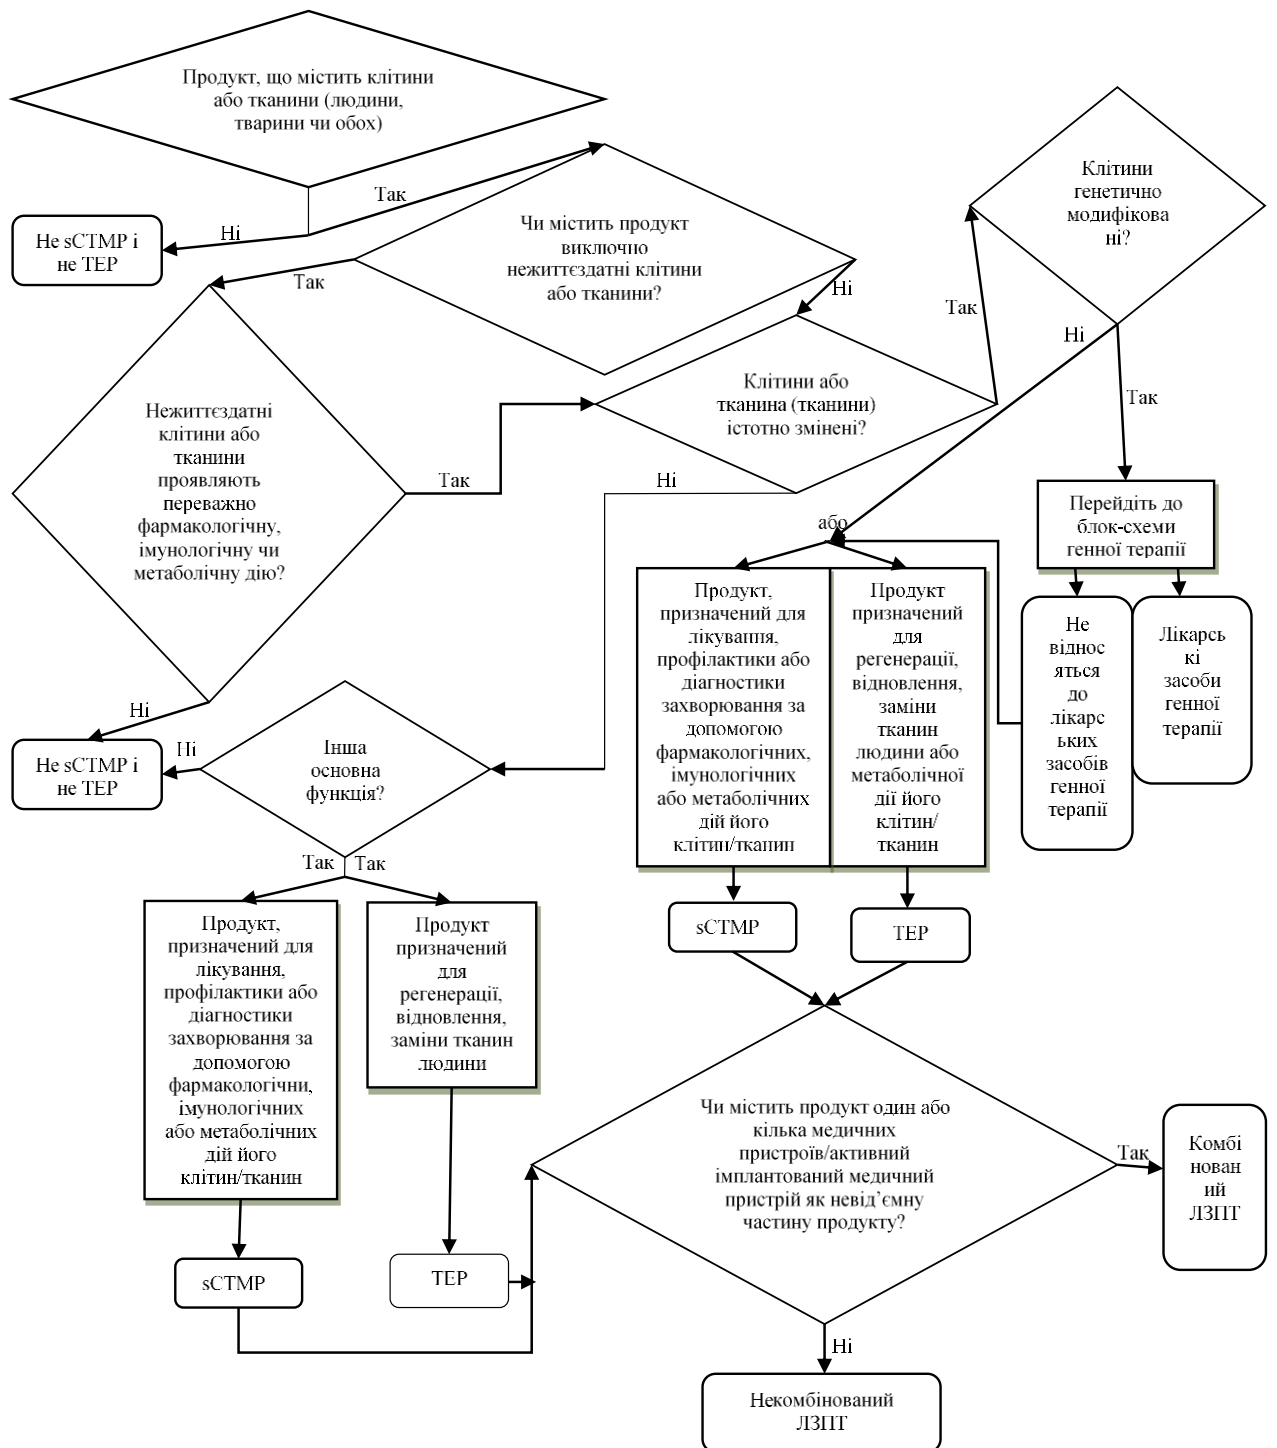 Продукт, що містить клітини
або тканини (людини,
тварини чи обох)
Так
Ні
Не sCTMP і
не TEP
Чи містить продукт
виключно
нежиттєздатні клітини
або тканини?
Так
Ні
Клітини
генетично
модифікова
ні?
Так
Ні
Так
Клітини або
тканина (тканини)
істотно змінені?
Ні
Нежиттєздатні
клітини або
тканини
проявляють
переважно
фармакологічну,
імунологічну чи
метаболічну дію?
Так
Ні
Не sCTMP і
не TEP
Перейдіть до
блок-схеми
генної терапії
Не
віднос
яться
до
лікарс
ьких
засобів
генної
терапії
Лікарсь
кі
засоби
генної
терапії
або
Продукт,
призначений для
лікування,
профілактики або
діагностики
захворювання за
допомогою
фармакологічних,
імунологічних
або метаболічних
дій його
клітин/тканин
Продукт
призначений
для
регенерації,
відновлення,
заміни тканин
людини або
метаболічної
дії його
клітин/
тканин
sCTMP
TEP
Інша
основна
функція?
Ні
Так
Так
Продукт,
призначений для
лікування,
профілактики або
діагностики
захворювання за
допомогою
фармакологічни,
імунологічних
або метаболічних
дій його
клітин/тканин
Продукт
призначений
для
регенерації,
відновлення,
заміни тканин
людини
sCTMP
TEP
Чи містить продукт один або
кілька медичних
пристроїв/активний
імплантований медичний
пристрій як невід’ємну
частину продукту?
Так
Комбі
нован
ий
ЛЗПТ
Ні
Некомбінований
ЛЗПТ